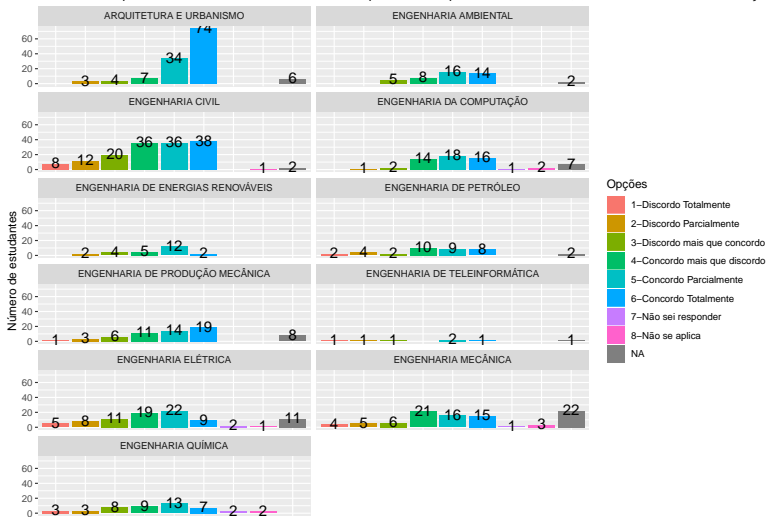 ARQUITETURA E URBANISMO
ENGENHARIA AMBIENTAL
60
40
20
0
3 4 7 34 74 6
5 8 16 14 2
ENGENHARIA CIVIL
ENGENHARIA DA COMPUTAÇÃO
60
40
20
0
8 12 20 36 36 38 1 2
1 2 14 18 16 1 2 7
ENGENHARIA DE ENERGIAS RENOVÁVEIS
ENGENHARIA DE PETRÓLEO
60
40
20
0
2 4 5 12 2
2 4 2 10 9 8 2
ENGENHARIA DE PRODUÇÃO MECÂNICA
ENGENHARIA DE TELEINFORMÁTICA
60
40
20
0
1 3 6 11 14 19 8
1 1 1 2 1 1
ENGENHARIA ELÉTRICA
ENGENHARIA MECÂNICA
60
40
20
0
5 8 11 19 22 9 2 1 11
4 5 6 21 16 15 1 3 22
ENGENHARIA QUÍMICA
60
40
20
0
3 3 8 9 13 7 2 2
Número de estudantes
Opções
1–Discordo Totalmente
2–Discordo Parcialmente
3–Discordo mais que concordo
4–Concordo mais que discordo
5–Concordo Parcialmente
6–Concordo Totalmente
7–Não sei responder
8–Não se aplica
NA